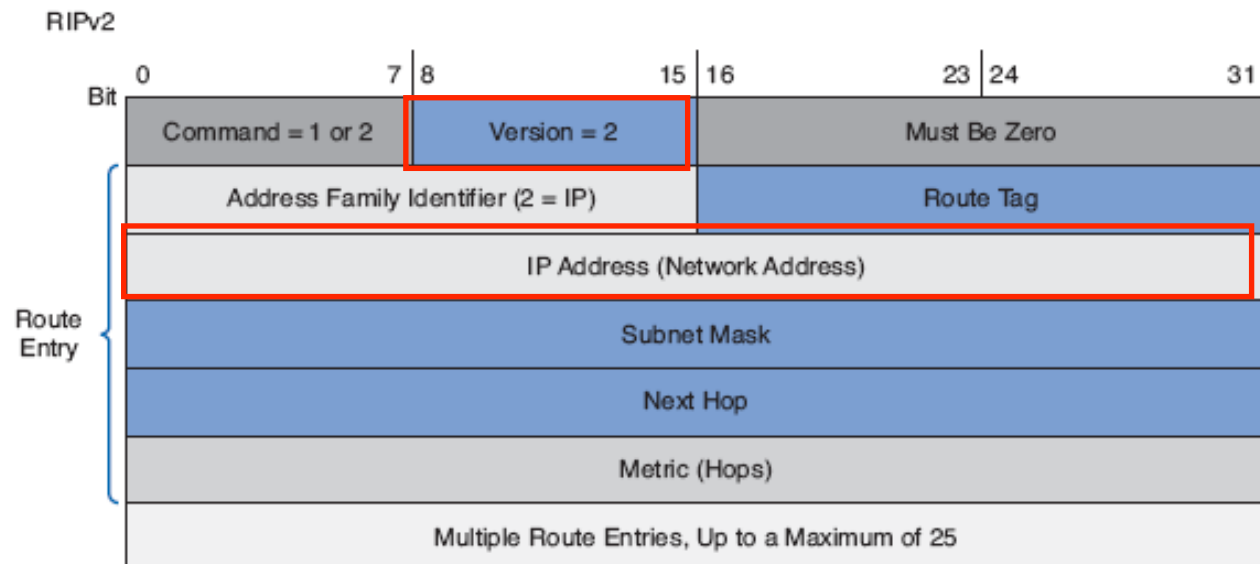 RIPv2
0 7 8 15 16 23 24 31
Bit
Command = 1 or 2 Version = 2 Must Be Zero
Address Family Identifier (2 = IP) Route Tag
IP Address (Network Address)
Route
Entry
Subnet Mask
Next Hop
Metric (Hops)
Multiple Route Entries, Up to a Maximum of 25